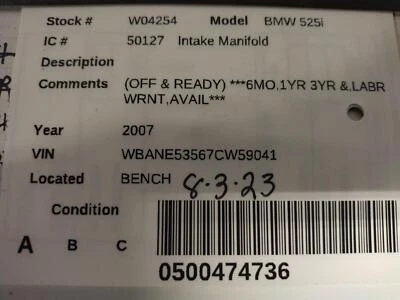 Stock # W04254 Model BMW 525i
IC # 50127 Intake Manifold
Description
Comments (OFF & READY) ***6MO,1YR 3YR &,LABR
WRNT,AVAIL***
Year 2007
VIN WBANE53567CW59041
Located BENCH 8.3.23
Condition
A B C
0500474736